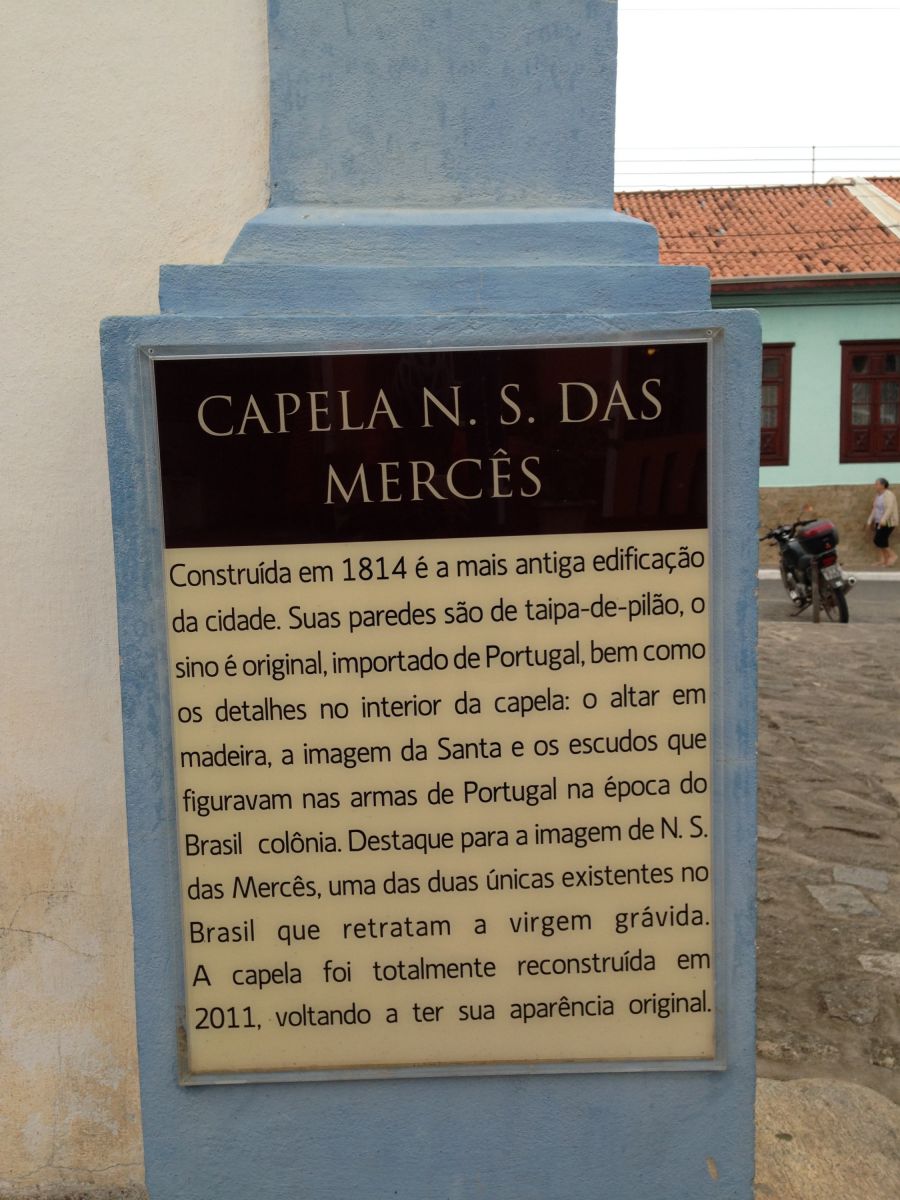 CAPELA N. S. DAS
MERCÊS
Construída em 1814 é a mais antiga edificação
da cidade. Suas paredes são de taipa-de-pilão, o
sino é original, importado de Portugal, bem como
os detalhes no interior da capela: o altar em
madeira, a imagem da Santa e os escudos que
figuravam nas armas de Portugal na época do
Brasil colônia. Destaque para a imagem de N. S.
das Mercês, uma das duas únicas existentes no
Brasil que retratam a virgem grávida.
A capela foi totalmente reconstruída em
2011, voltando a ter sua aparência original.